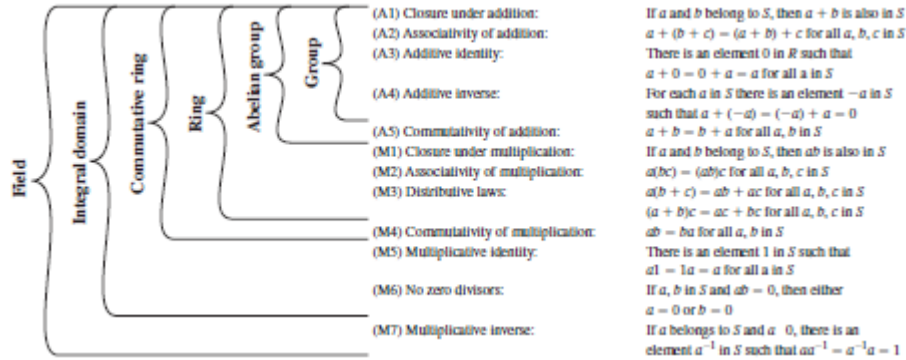 Field
Integral domain
Commutative ring
Ring
Abelian group
Group
(A1) Closure under addition: If a and b belong to S, then a + b is also in S
(A2) Associativity of addition: a + (b + c) = (a + b) + c for all a, b, c in S
(A3) Additive identity: There is an element 0 in R such that
a + 0 = 0 + a = a for all a in S
(A4) Additive inverse: For each a in S there is an element −a in S
such that a + (−a) = (−a) + a = 0
(A5) Commutativity of addition: a + b = b + a for all a, b in S
(M1) Closure under multiplication: If a and b belong to S, then ab is also in S
(M2) Associativity of multiplication: a(bc) = (ab)c for all a, b, c in S
(M3) Distributive laws: a(b + c) = ab + ac for all a, b, c in S
(a + b)c = ac + bc for all a, b, c in S
(M4) Commutativity of multiplication: ab = ba for all a, b in S
(M5) Multiplicative identity: There is an element 1 in S such that
a1 = 1a = a for all a in S
(M6) No zero divisors: If a, b in S and ab = 0, then either
a = 0 or b = 0
(M7) Multiplicative inverse: If a belongs to S and a 0, there is an
element a⁻¹ in S such that aa⁻¹ = a⁻¹a = 1